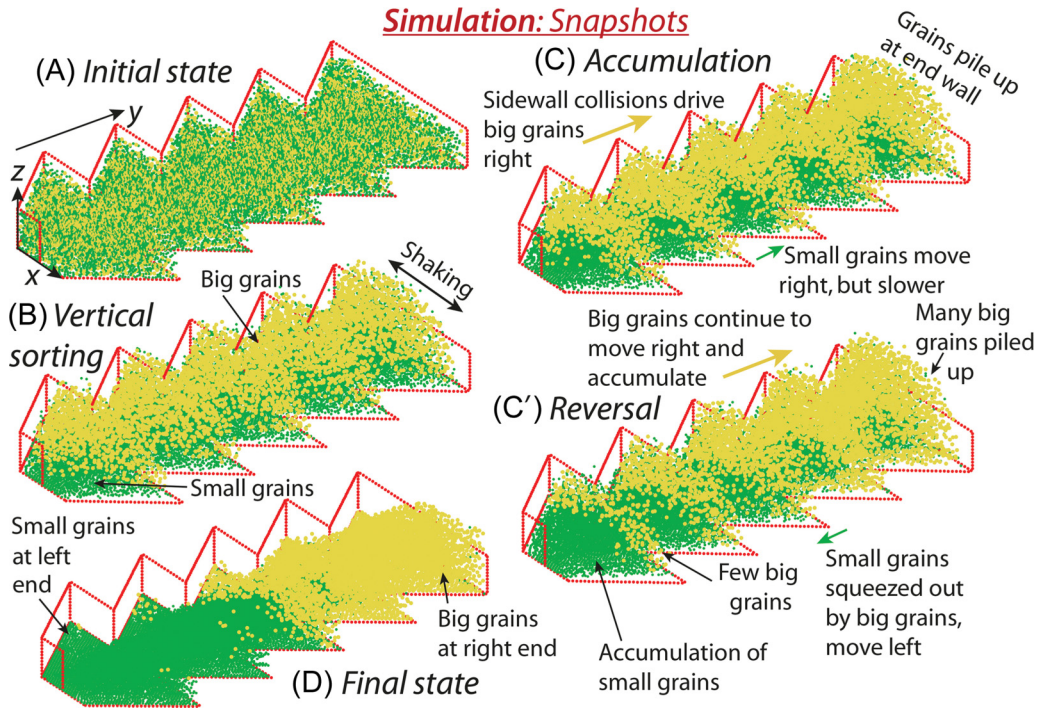 Simulation: Snapshots
(A) Initial state
y
z
x
(B) Vertical
sorting
Big grains
Shaking
Small grains
(C) Accumulation
Grains pile up
at end wall
Sidewall collisions drive
big grains
right
Small grains move
right, but slower
(C′) Reversal
Big grains continue to
move right and
accumulate
Many big
grains piled
up
Few big
grains
Accumulation of
small grains
Small grains
squeezed out
by big grains,
move left
(D) Final state
Small grains
at left
end
Big grains
at right end